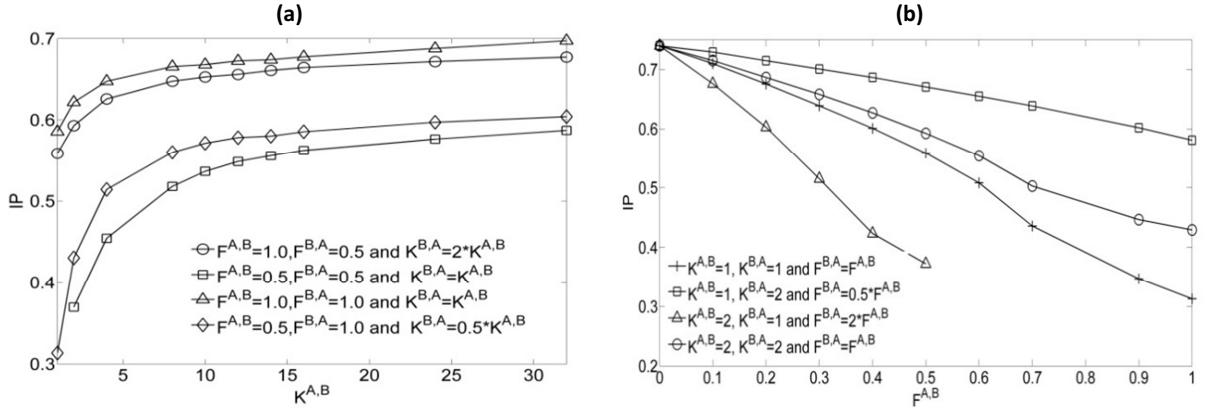 (a)
0.7
0.6
0.5
0.4
0.3
IP
5 10 15 20 25 30
K^A,B
F^A,B=1.0,F^B,A=0.5 and K^B,A=2*K^A,B
F^A,B=0.5,F^B,A=0.5 and K^B,A=K^A,B
F^A,B=1.0,F^B,A=1.0 and K^B,A=K^A,B
F^A,B=0.5,F^B,A=1.0 and K^B,A=0.5*K^A,B
(b)
0.7
0.6
0.5
0.4
0.3
0.2
IP
0 0.1 0.2 0.3 0.4 0.5 0.6 0.7 0.8 0.9 1
F^A,B
K^A,B=1, K^B,A=1 and F^B,A=F^A,B
K^A,B=1, K^B,A=2 and F^B,A=0.5*F^A,B
K^A,B=2, K^B,A=1 and F^B,A=2*F^A,B
K^A,B=2, K^B,A=2 and F^B,A=F^A,B